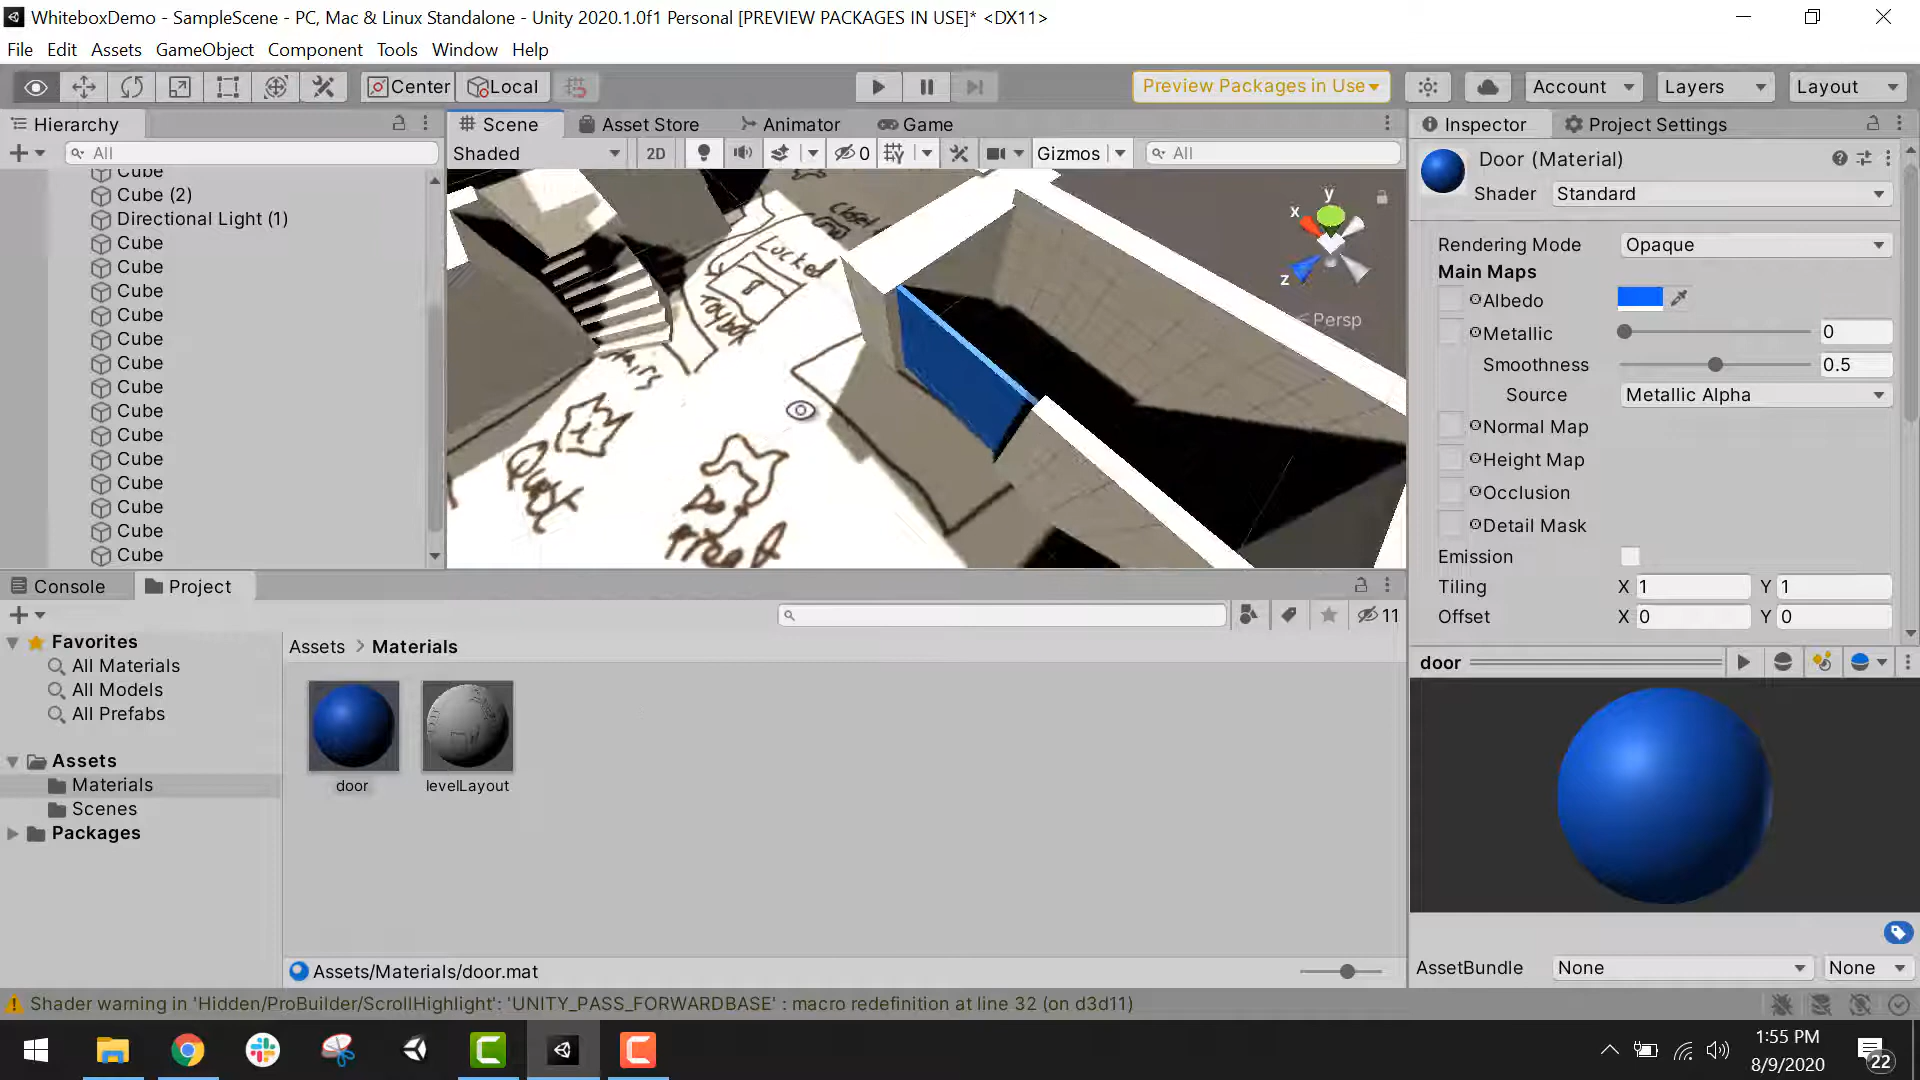 WhiteboxDemo - SampleScene - PC, Mac & Linux Standalone - Unity 2020.1.0f1 Personal [PREVIEW PACKAGES IN USE]* <DX11>
File Edit Assets GameObject Component Tools Window Help
Center Local Preview Packages in Use Account Layers Layout
Hierarchy
All
Cube
Cube (2)
Directional Light (1)
Cube
Cube
Cube
Cube
Cube
Cube
Cube
Cube
Cube
Cube
Cube
Cube
Cube
Cube
Scene Asset Store Animator Game
Shaded 2D 0 Gizmos All
Closet
Locked
toybox
y
x
z
Persp
Inspector Project Settings
Door (Material)
Shader Standard
Rendering Mode Opaque
Main Maps
Albedo
Metallic 0
Smoothness 0.5
Source Metallic Alpha
Normal Map
Height Map
Occlusion
Detail Mask
Emission
Tiling X 1 Y 1
Offset X 0 Y 0
door
AssetBundle None None
Console Project
11
Favorites
All Materials
All Models
All Prefabs
Assets
Materials
Scenes
Packages
Assets > Materials
door levelLayout
Assets/Materials/door.mat
Shader warning in 'Hidden/ProBuilder/ScrollHighlight': 'UNITY_PASS_FORWARDBASE' : macro redefinition at line 32 (on d3d11)
1:55 PM
8/9/2020
22